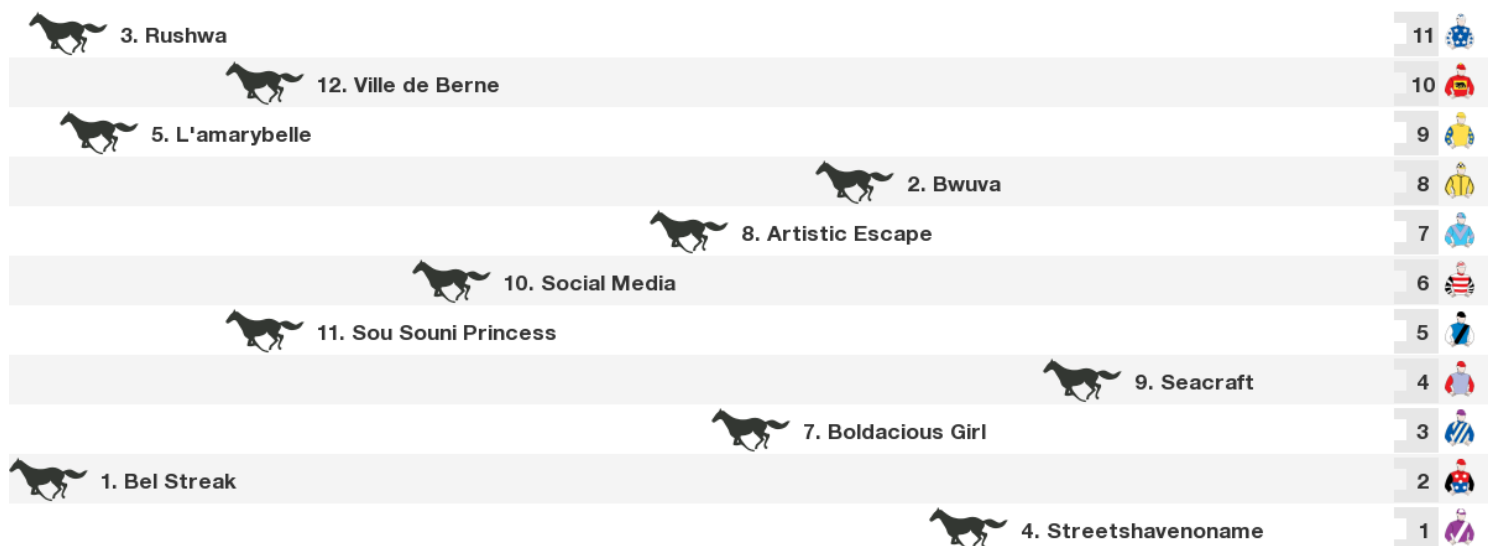 3. Rushwa 11
12. Ville de Berne 10
5. L'amarybelle 9
2. Bwuva 8
8. Artistic Escape 7
10. Social Media 6
11. Sou Souni Princess 5
9. Seacraft 4
7. Boldacious Girl 3
1. Bel Streak 2
4. Streetshavenoname 1